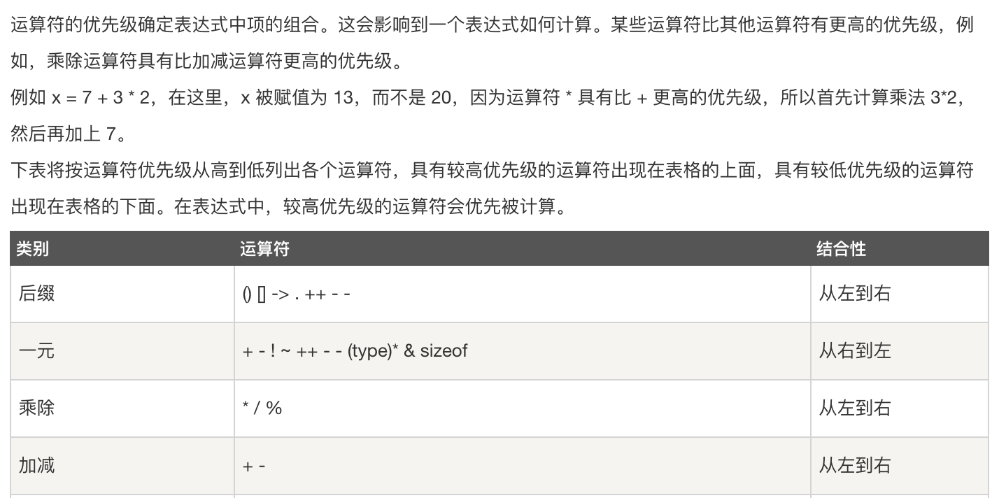 运算符的优先级确定表达式中项的组合。这会影响到一个表达式如何计算。某些运算符比其他运算符有更高的优先级，例
如，乘除运算符具有比加减运算符更高的优先级。
例如 x = 7 + 3 * 2，在这里，x 被赋值为 13，而不是 20，因为运算符 * 具有比 + 更高的优先级，所以首先计算乘法 3*2，
然后再加上 7。
下表将按运算符优先级从高到低列出各个运算符，具有较高优先级的运算符出现在表格的上面，具有较低优先级的运算符
出现在表格的下面。在表达式中，较高优先级的运算符会优先被计算。
类别 运算符 结合性
后缀 () [] -> . ++ - - 从左到右
一元 + - ! ~ ++ - - (type)* & sizeof 从右到左
乘除 * / % 从左到右
加减 + - 从左到右